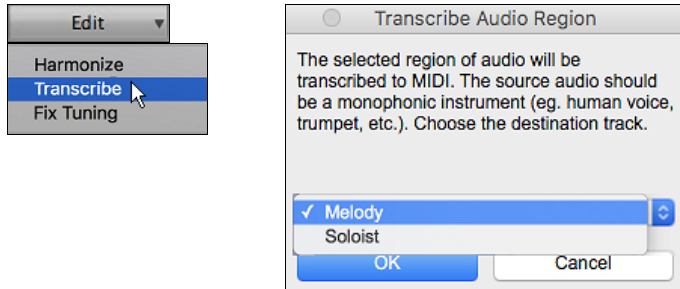 Edit
Harmonize
Transcribe
Fix Tuning
Transcribe Audio Region
The selected region of audio will be
transcribed to MIDI. The source audio should
be a monophonic instrument (eg. human voice,
trumpet, etc.). Choose the destination track.
✓ Melody
Soloist
OK Cancel